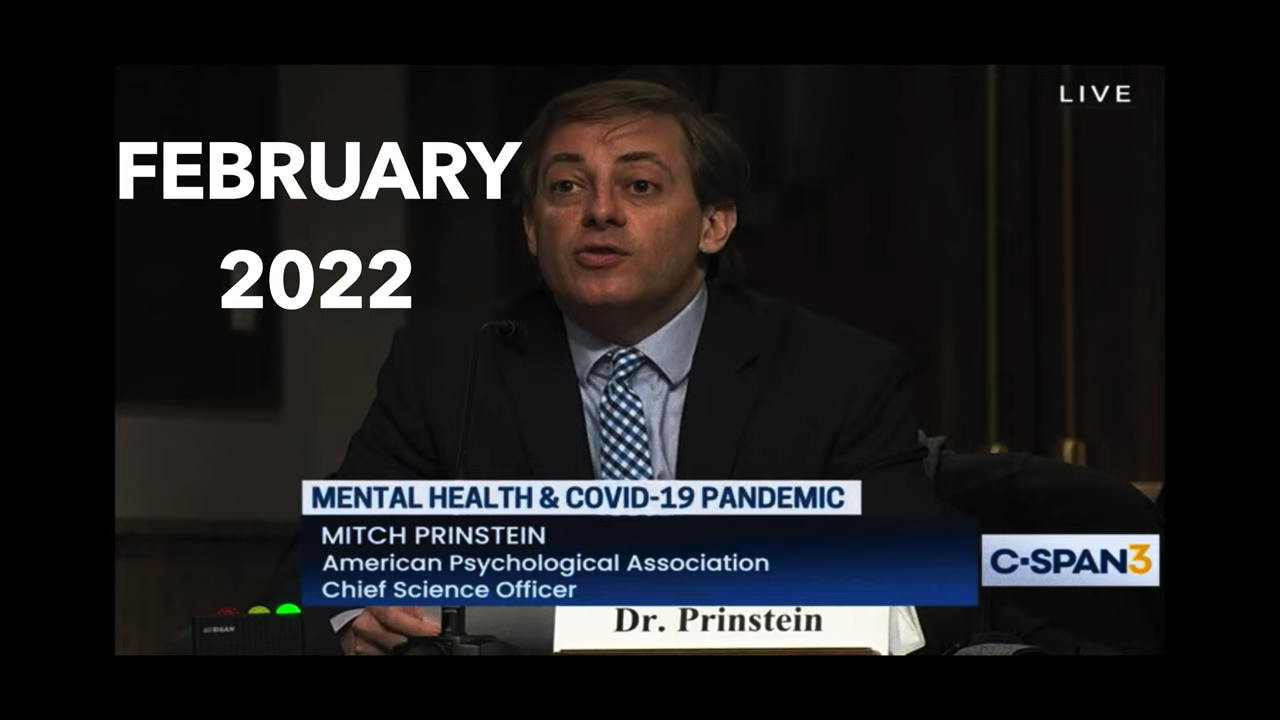 LIVE
FEBRUARY
2022
MENTAL HEALTH & COVID-19 PANDEMIC
MITCH PRINSTEIN
American Psychological Association
Chief Science Officer
C-SPAN3
Dr. Prinstein